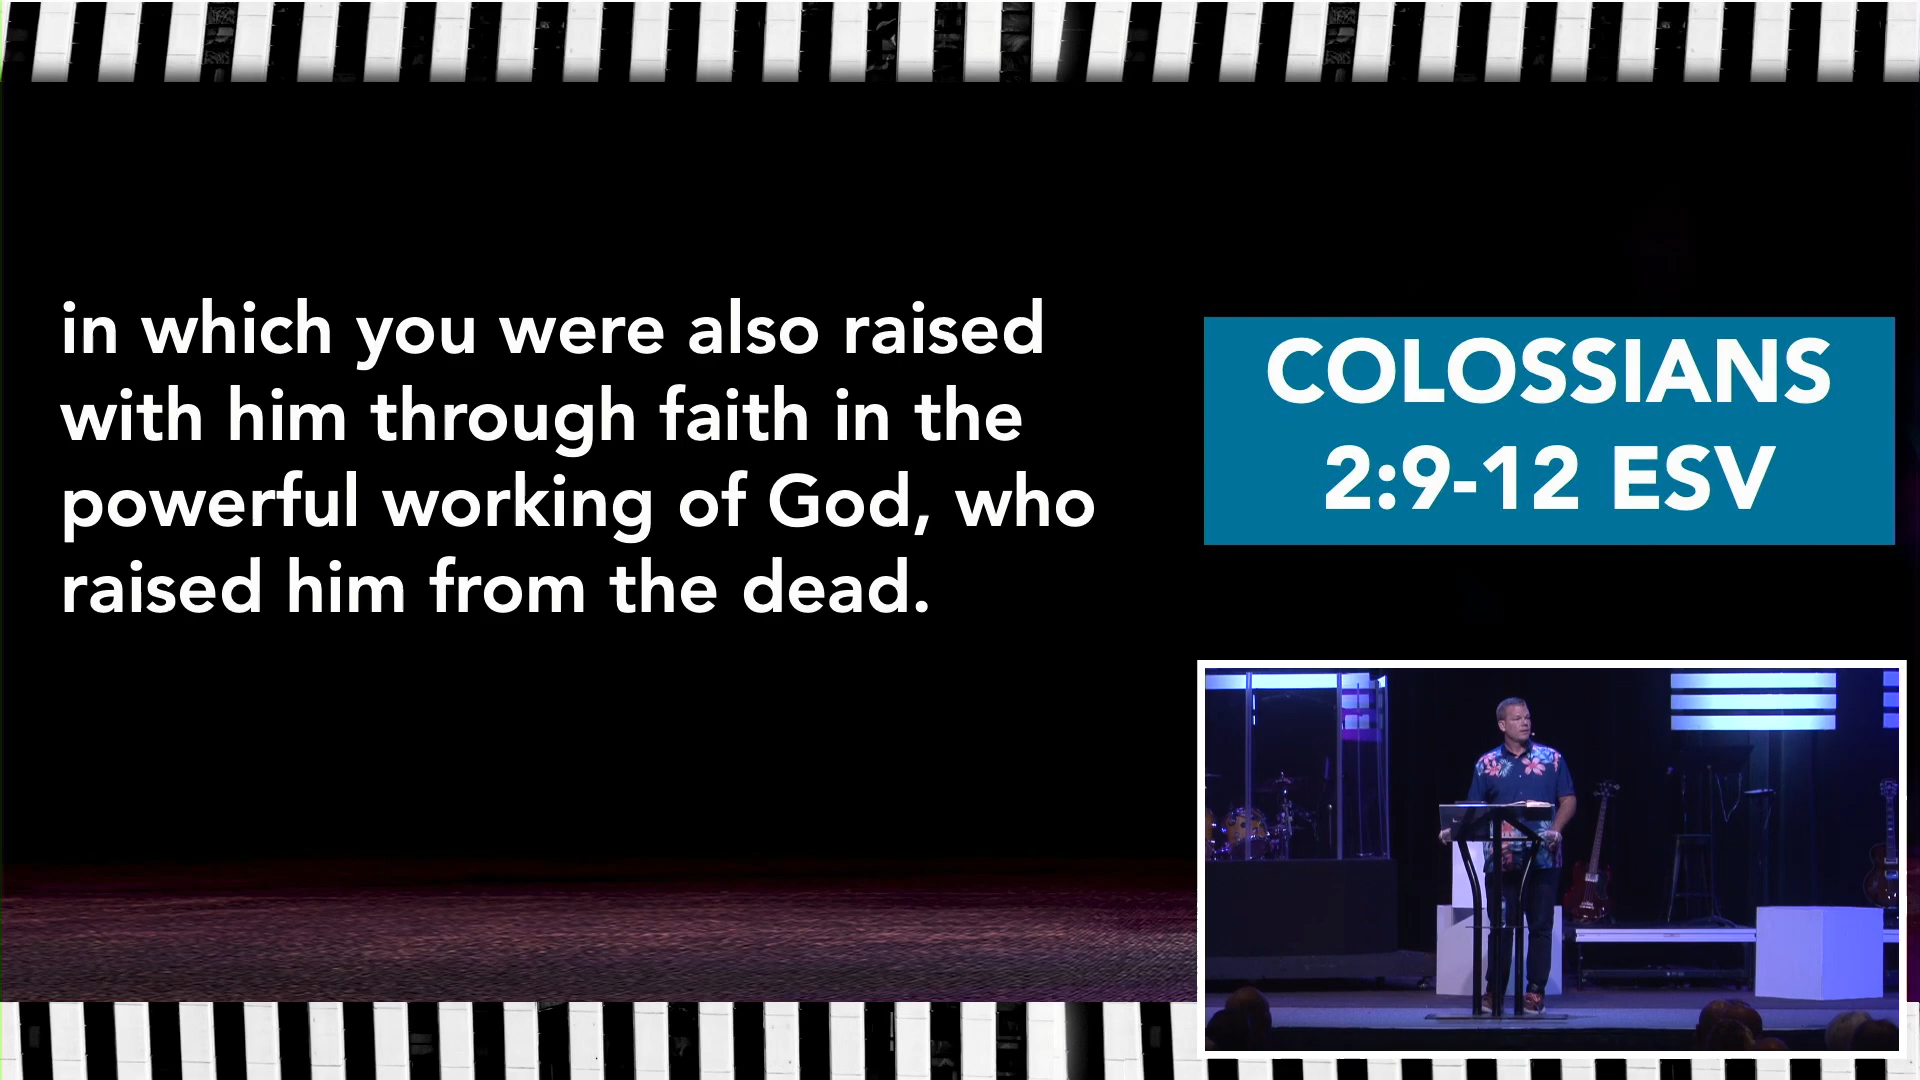 in which you were also raised
with him through faith in the
powerful working of God, who
raised him from the dead.
COLOSSIANS
2:9-12 ESV